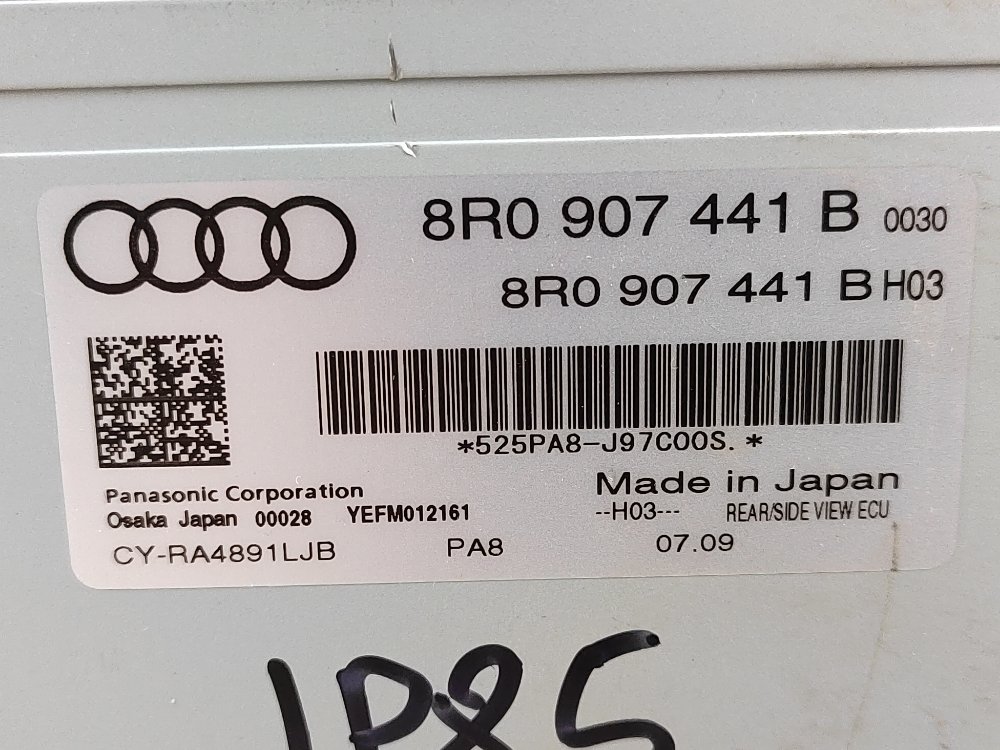 8R0 907 441 B 0030
8R0 907 441 B H03
*525PA8-J97C00S.*
Panasonic Corporation
Made in Japan
Osaka Japan 00028 YEFM012161 --H03--- REAR/SIDE VIEW ECU
CY-RA4891LJB PA8 07.09
1P85